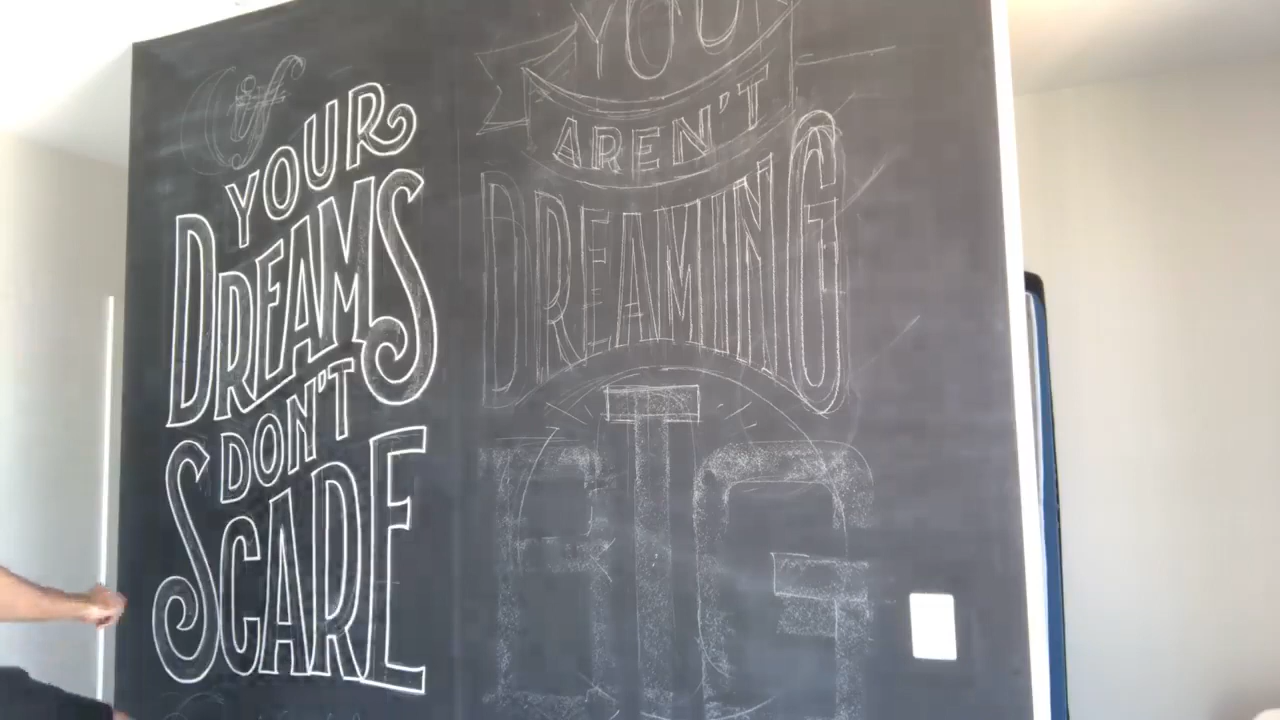 if
YOUR
DREAMS
DON'T
SCARE
YOU
AREN'T
DREAMING
BIG